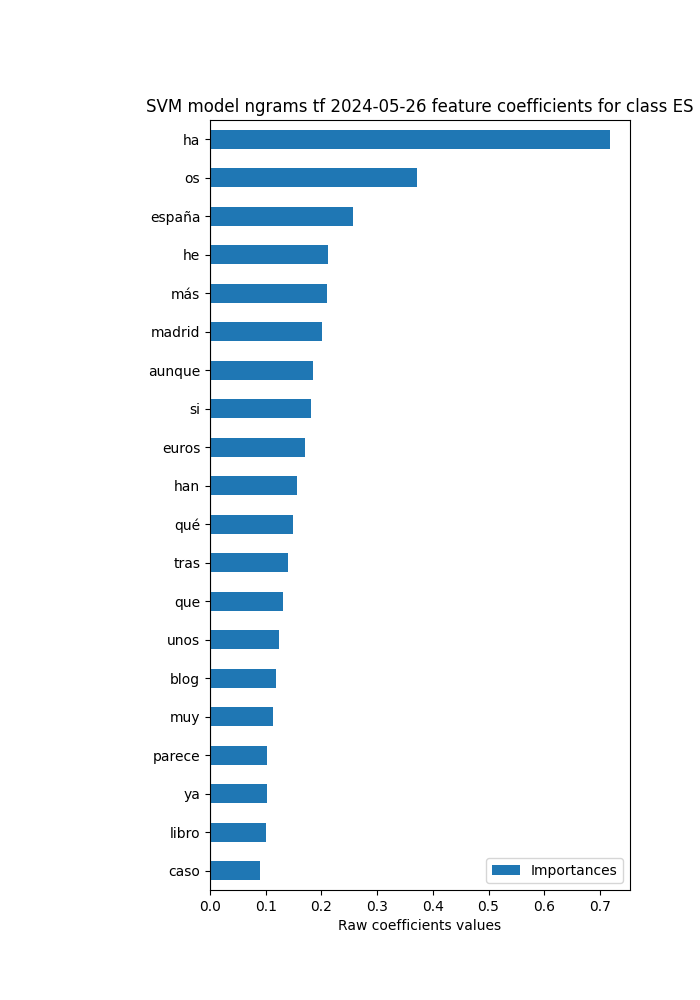 SVM model ngrams tf 2024-05-26 feature coefficients for class ES
ha
os
españa
he
más
madrid
aunque
si
euros
han
qué
tras
que
unos
blog
muy
parece
ya
libro
caso
Importances
0.0 0.1 0.2 0.3 0.4 0.5 0.6 0.7
Raw coefficients values